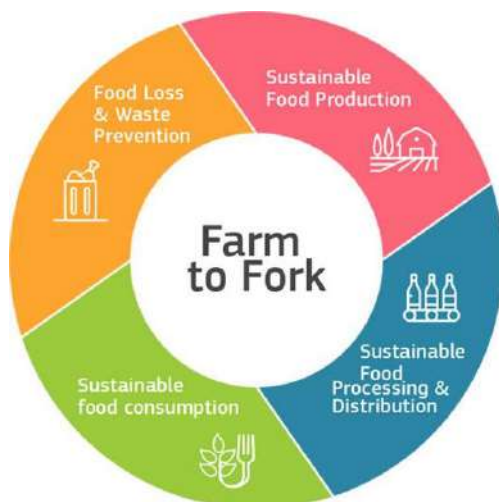 Food Loss
& Waste
Prevention
Sustainable
Food Production
Farm
to Fork
Sustainable
Food
Processing &
Distribution
Sustainable
food consumption